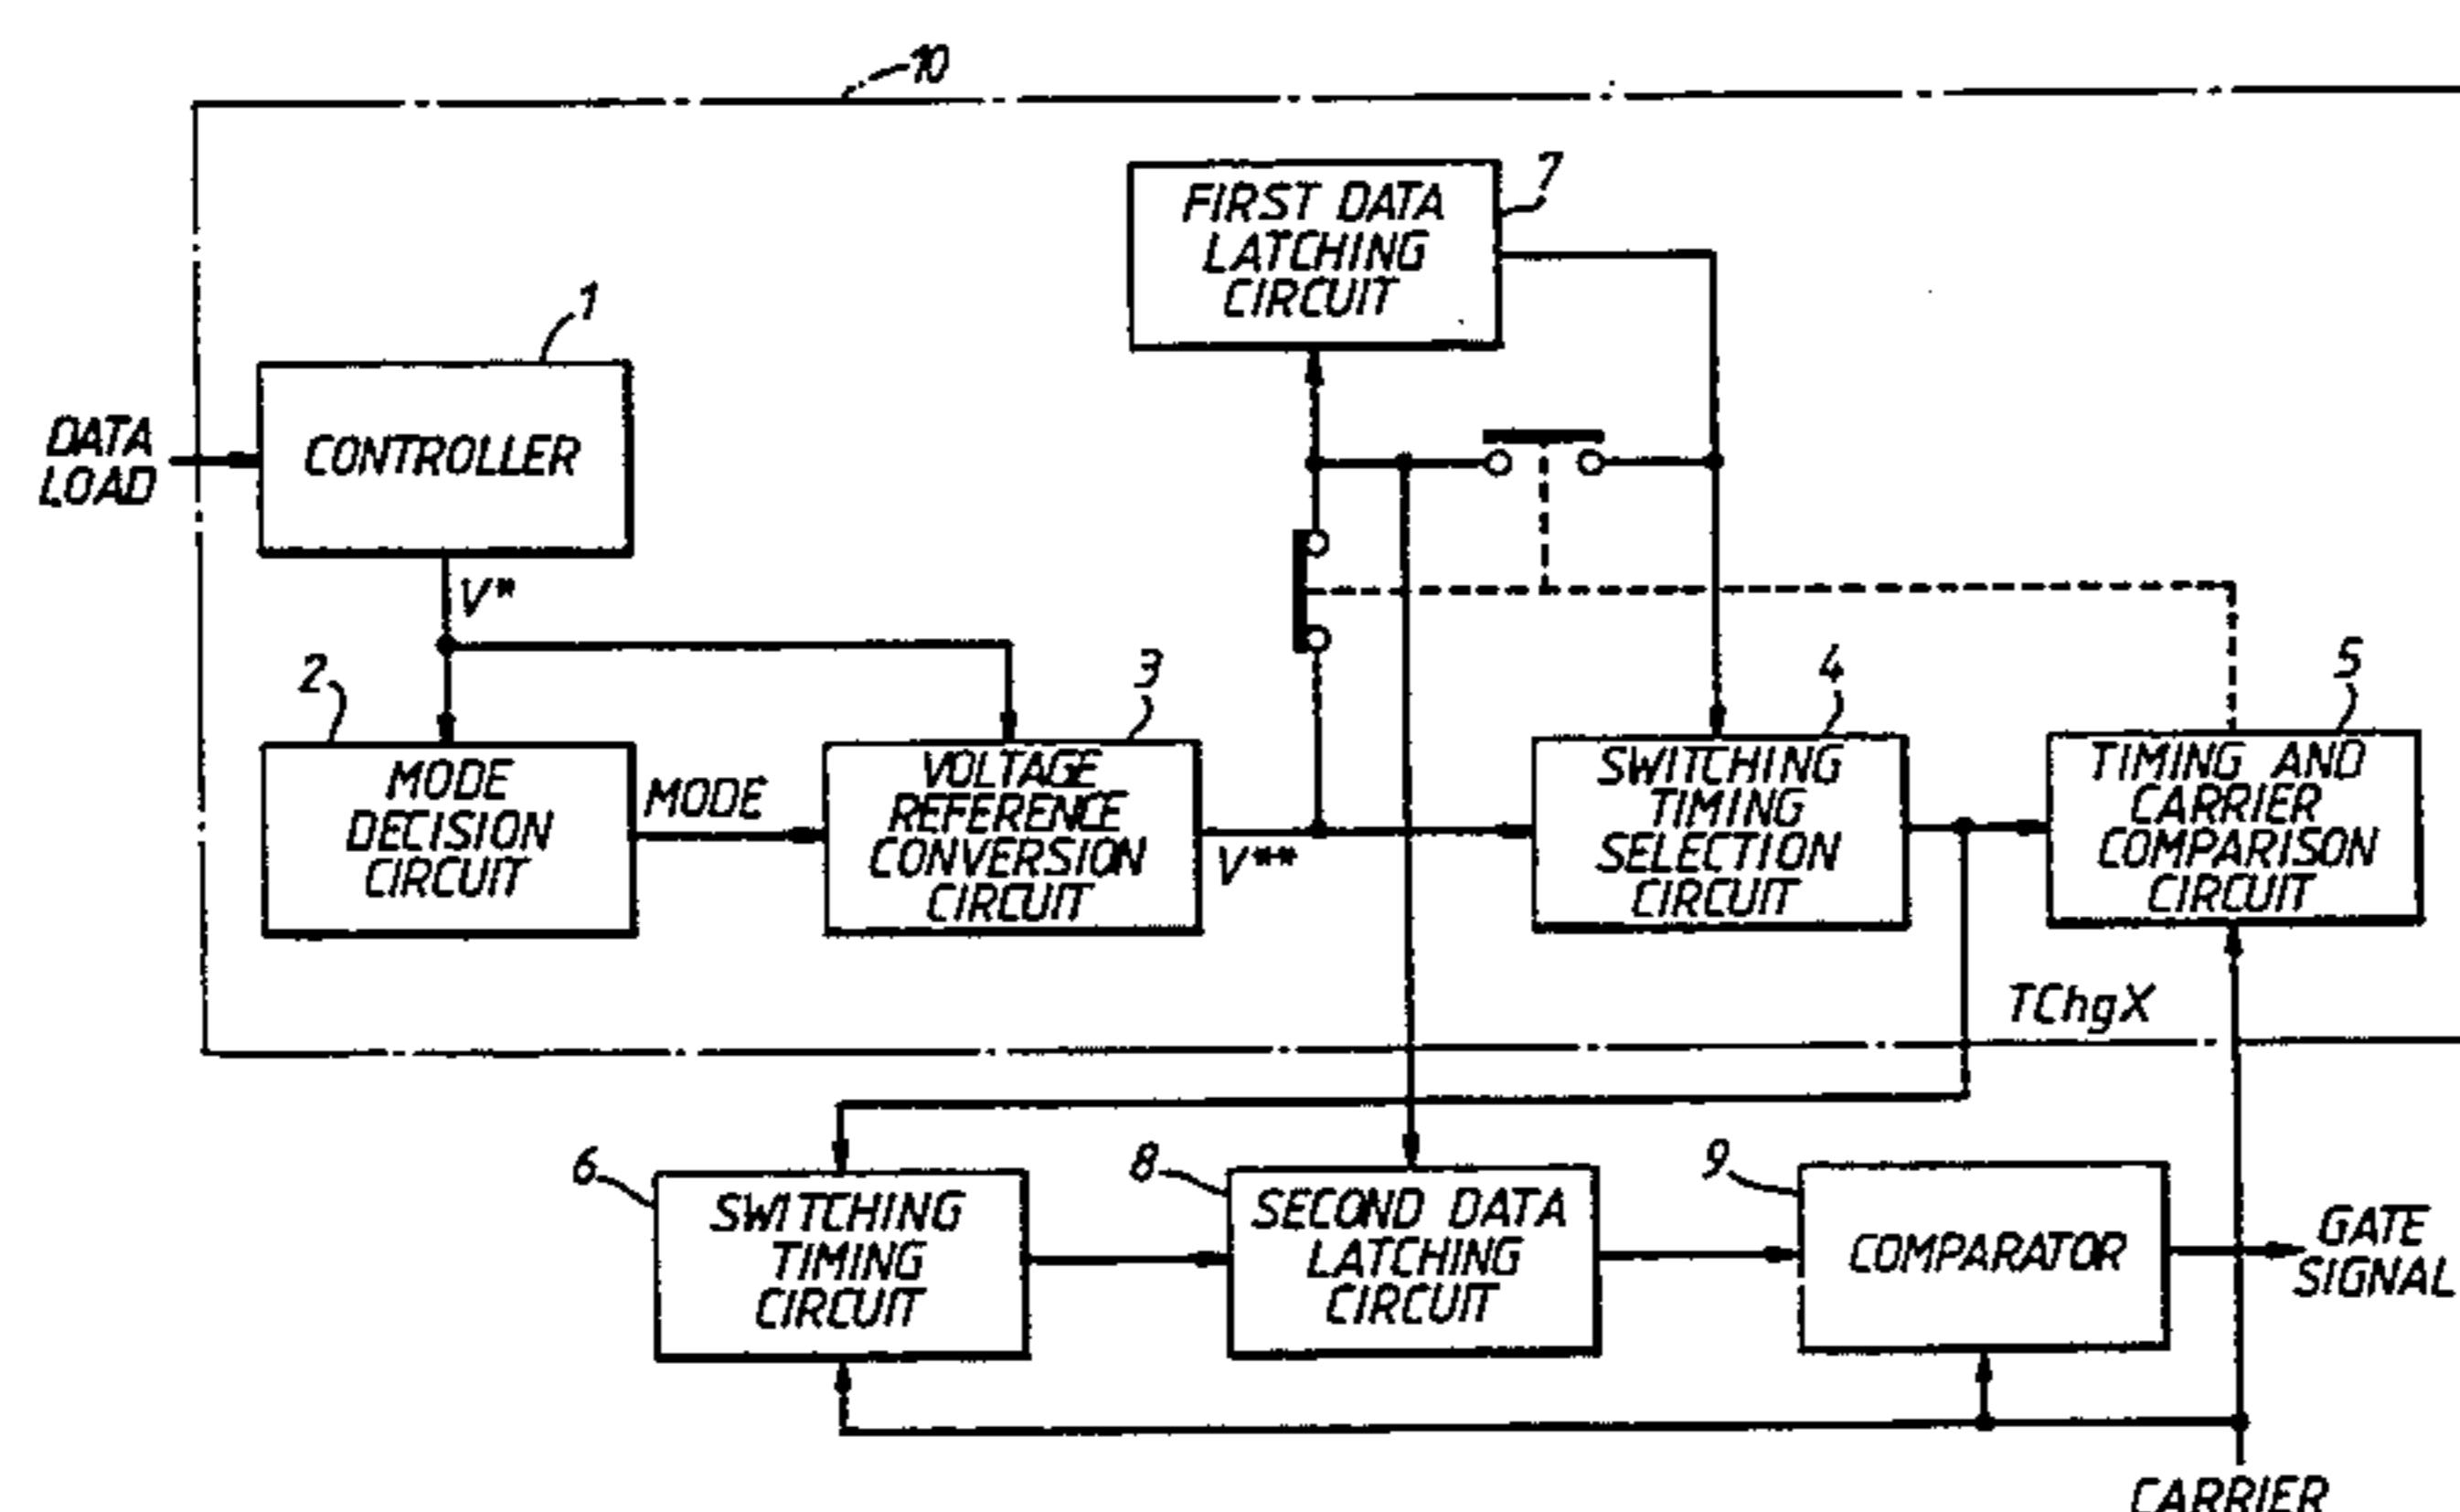 10
FIRST DATA
LATCHING
CIRCUIT
7
1
CONTROLLER
DATA
LOAD
V*
2
MODE
DECISION
CIRCUIT
MODE
3
VOLTAGE
REFERENCE
CONVERSION
CIRCUIT
V**
4
SWITCHING
TIMING
SELECTION
CIRCUIT
5
TIMING AND
CARRIER
COMPARISON
CIRCUIT
TChgX
6
SWITCHING
TIMING
CIRCUIT
8
SECOND DATA
LATCHING
CIRCUIT
9
COMPARATOR
GATE
SIGNAL
CARRIER